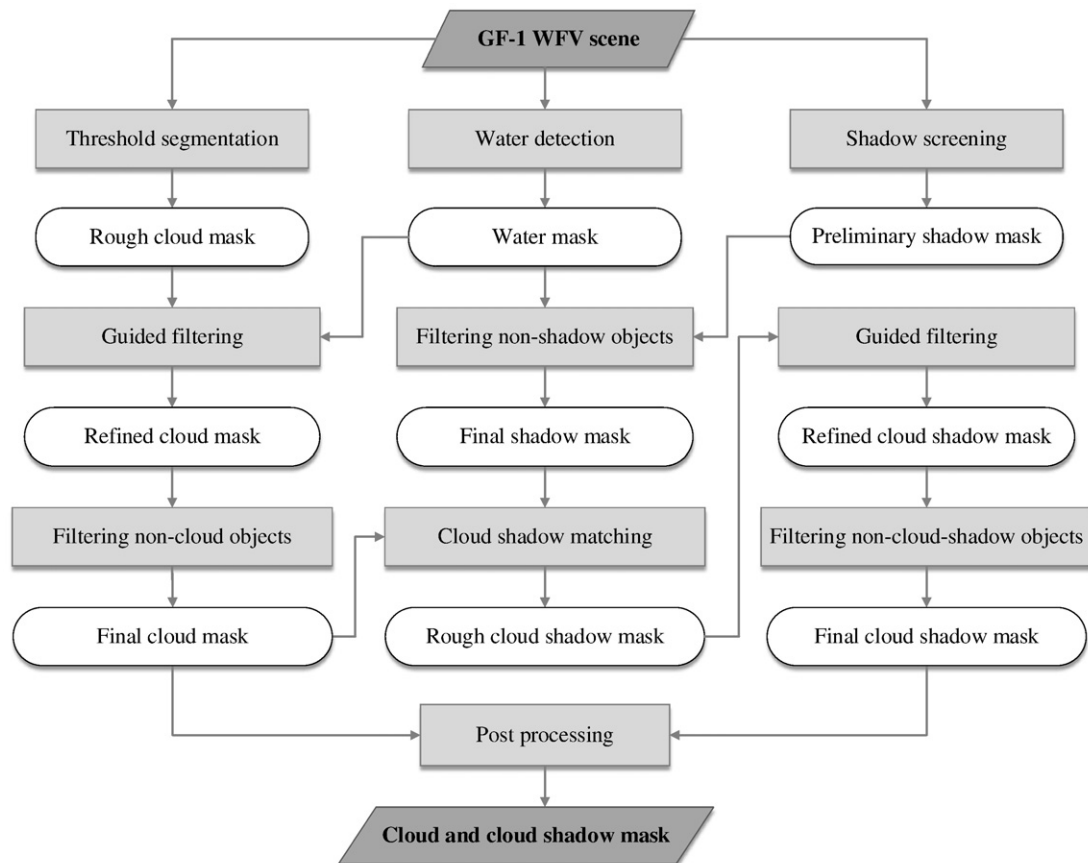 GF-1 WFV scene
Threshold segmentation
Water detection
Shadow screening
Rough cloud mask
Water mask
Preliminary shadow mask
Guided filtering
Filtering non-shadow objects
Guided filtering
Refined cloud mask
Final shadow mask
Refined cloud shadow mask
Filtering non-cloud objects
Cloud shadow matching
Filtering non-cloud-shadow objects
Final cloud mask
Rough cloud shadow mask
Final cloud shadow mask
Post processing
Cloud and cloud shadow mask